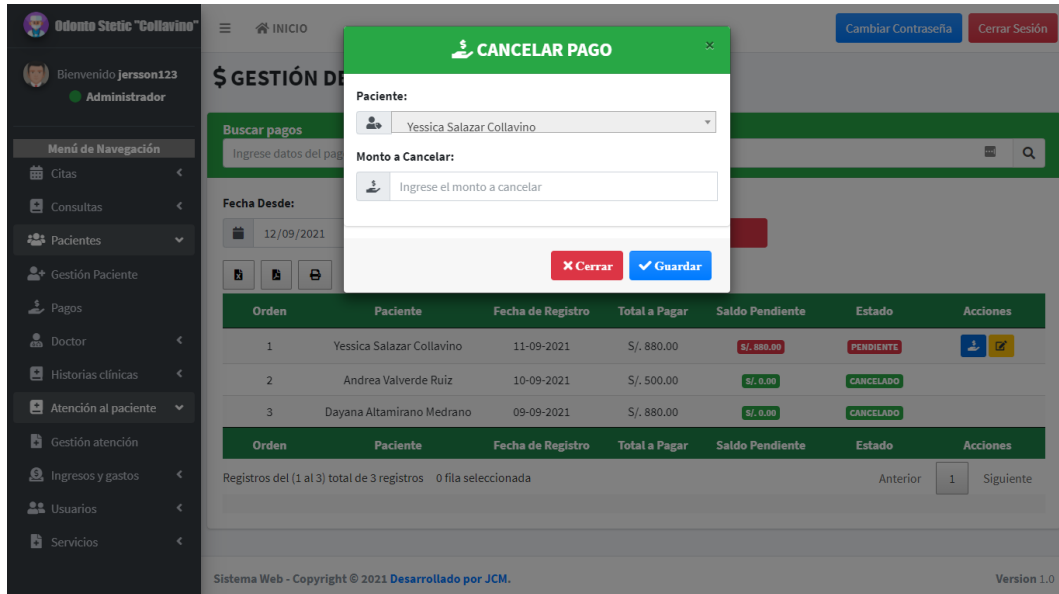 Odonto Stetic "Collavino"
INICIO
Cambiar Contraseña
Cerrar Sesión
Bienvenido jersson123
Administrador
Menú de Navegación
Citas
Consultas
Pacientes
Gestión Paciente
Pagos
Doctor
Historias clínicas
Atención al paciente
Gestión atención
Ingresos y gastos
Usuarios
Servicios
$ GESTIÓN DE
Buscar pagos
Ingrese datos del pag
Fecha Desde:
12/09/2021
CANCELAR PAGO
×
Paciente:
Yessica Salazar Collavino
Monto a Cancelar:
Ingrese el monto a cancelar
Cerrar
Guardar
Orden Paciente Fecha de Registro Total a Pagar Saldo Pendiente Estado Acciones
1 Yessica Salazar Collavino 11-09-2021 S/. 880.00 S/. 880.00 PENDIENTE
2 Andrea Valverde Ruiz 10-09-2021 S/. 500.00 S/. 0.00 CANCELADO
3 Dayana Altamirano Medrano 09-09-2021 S/. 880.00 S/. 0.00 CANCELADO
Orden Paciente Fecha de Registro Total a Pagar Saldo Pendiente Estado Acciones
Registros del (1 al 3) total de 3 registros 0 fila seleccionada
Anterior 1 Siguiente
Sistema Web - Copyright © 2021 Desarrollado por JCM.
Version 1.0